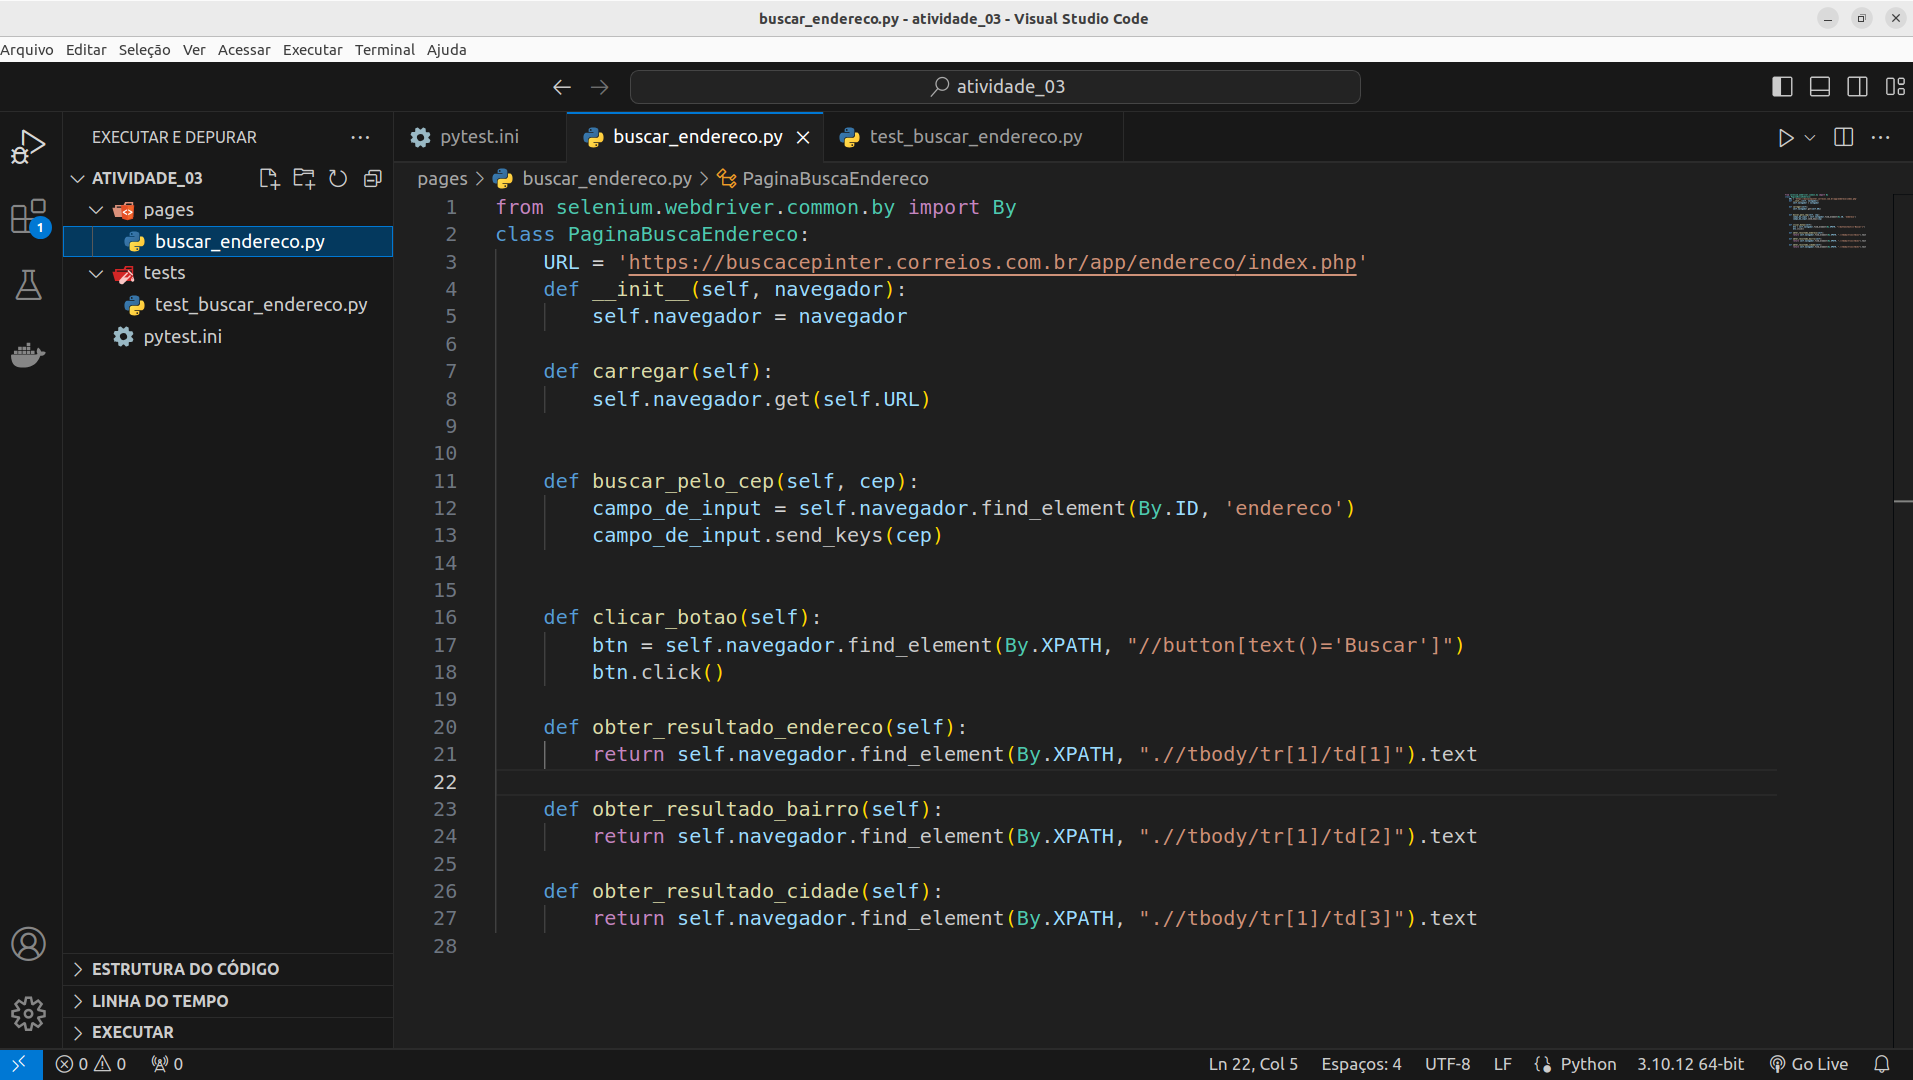 buscar_endereco.py - atividade_03 - Visual Studio Code
Arquivo Editar Seleção Ver Acessar Executar Terminal Ajuda
atividade_03
EXECUTAR E DEPURAR
pytest.ini
buscar_endereco.py
test_buscar_endereco.py
ATIVIDADE_03
pages
buscar_endereco.py
tests
test_buscar_endereco.py
pytest.ini
1
ESTRUTURA DO CÓDIGO
LINHA DO TEMPO
EXECUTAR
pages > buscar_endereco.py > PaginaBuscaEndereco
1 from selenium.webdriver.common.by import By
2 class PaginaBuscaEndereco:
3     URL = 'https://buscacepinter.correios.com.br/app/endereco/index.php'
4     def __init__(self, navegador):
5         self.navegador = navegador
6
7     def carregar(self):
8         self.navegador.get(self.URL)
9
10
11     def buscar_pelo_cep(self, cep):
12         campo_de_input = self.navegador.find_element(By.ID, 'endereco')
13         campo_de_input.send_keys(cep)
14
15
16     def clicar_botao(self):
17         btn = self.navegador.find_element(By.XPATH, "//button[text()='Buscar']")
18         btn.click()
19
20     def obter_resultado_endereco(self):
21         return self.navegador.find_element(By.XPATH, ".//tbody/tr[1]/td[1]").text
22
23     def obter_resultado_bairro(self):
24         return self.navegador.find_element(By.XPATH, ".//tbody/tr[1]/td[2]").text
25
26     def obter_resultado_cidade(self):
27         return self.navegador.find_element(By.XPATH, ".//tbody/tr[1]/td[3]").text
28
0 0 0 Ln 22, Col 5 Espaços: 4 UTF-8 LF Python 3.10.12 64-bit Go Live